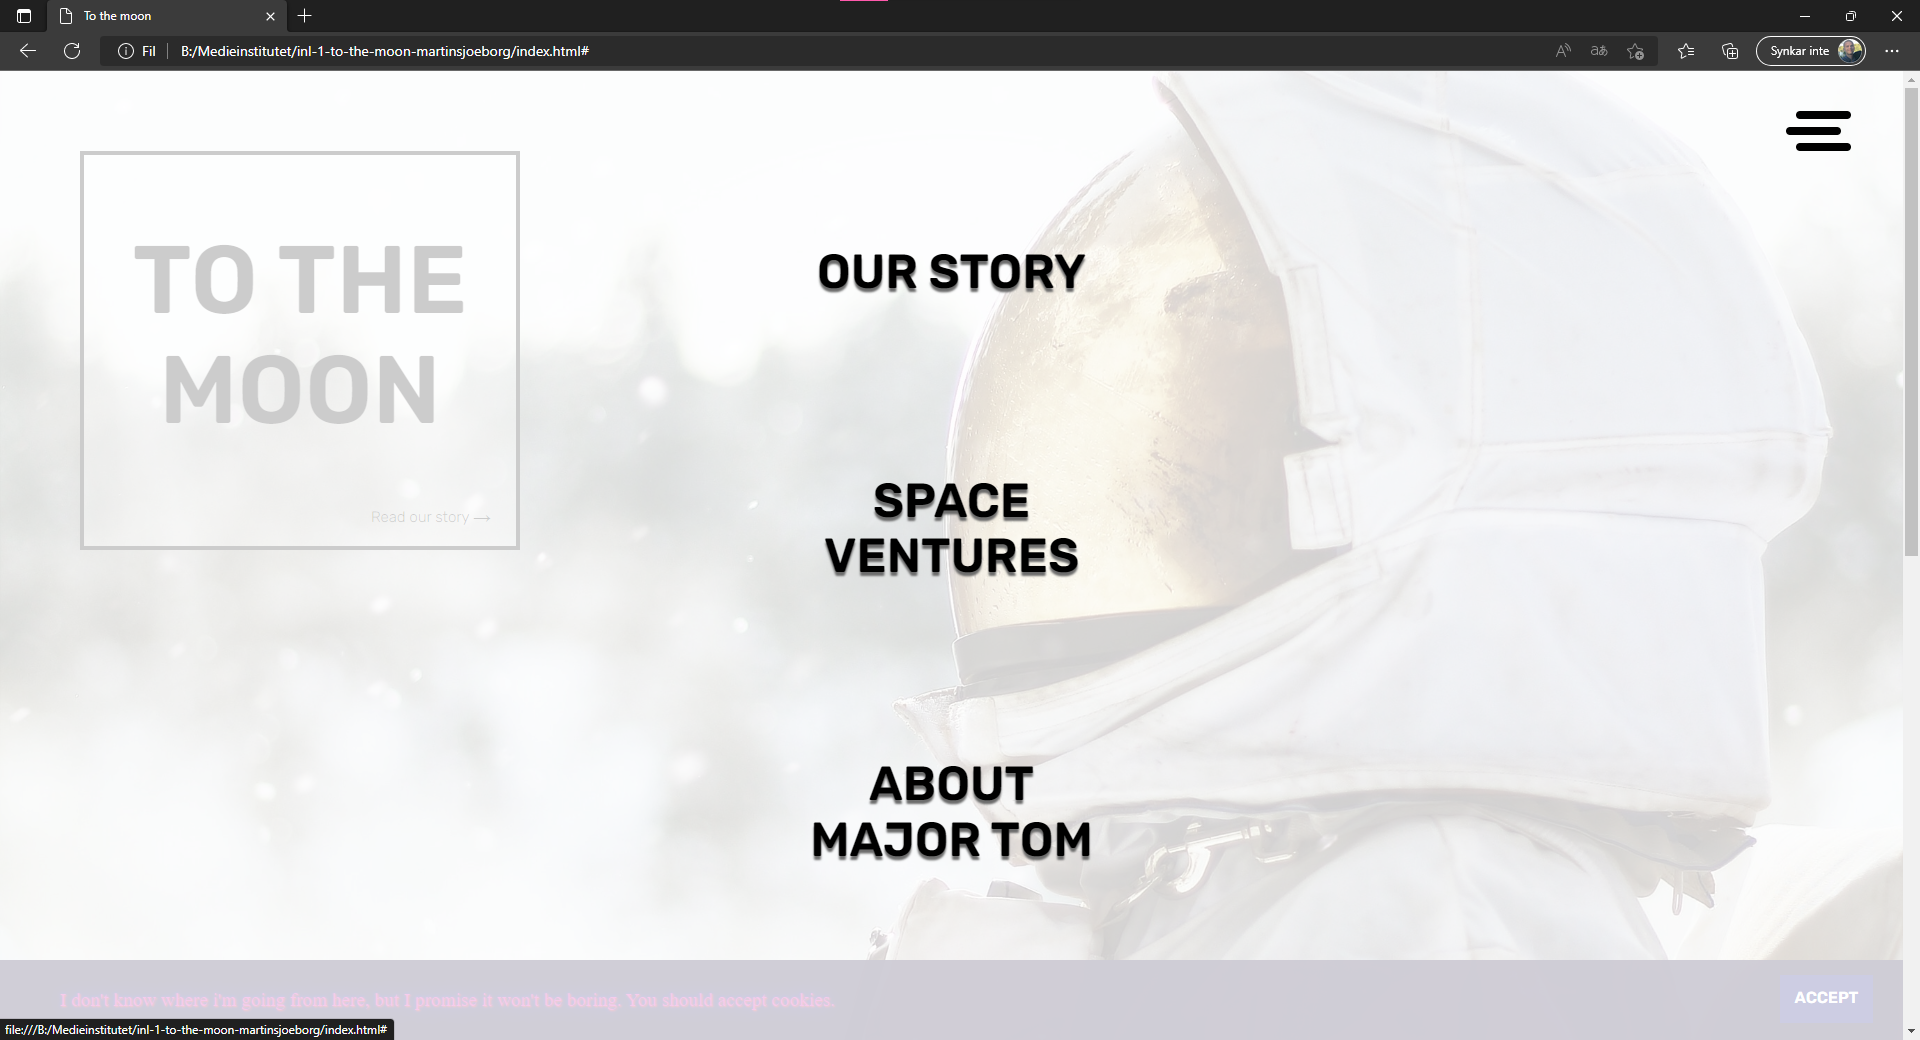 To the moon
Fil
B:/Medieinstitutet/inl-1-to-the-moon-martinsjoeborg/index.html#
Synkar inte
TO THE
MOON
Read our story →
OUR STORY
SPACE
VENTURES
ABOUT
MAJOR TOM
I don't know where i'm going from here, but I promise it won't be boring. You should accept cookies.
ACCEPT
file:///B:/Medieinstitutet/inl-1-to-the-moon-martinsjoeborg/index.html#